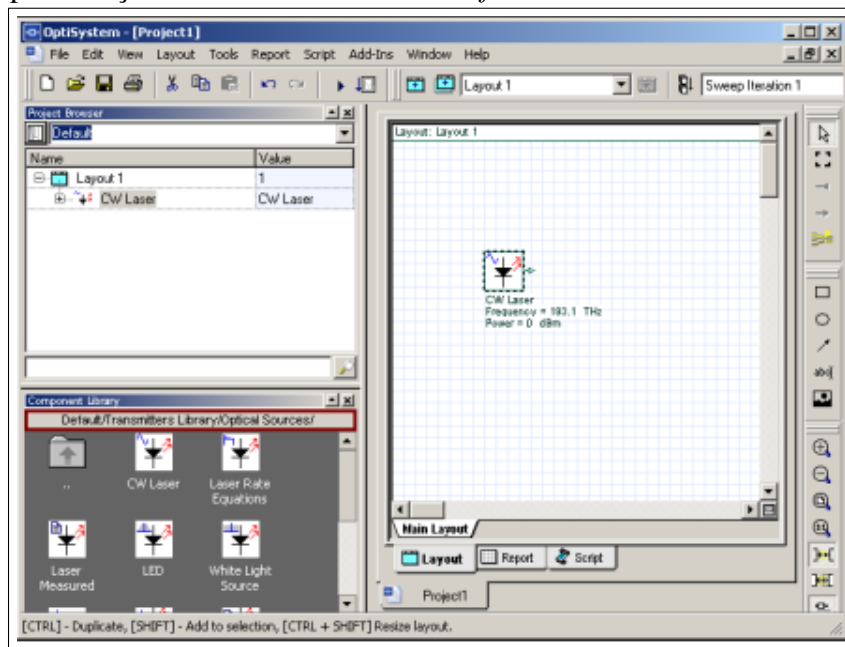 OptiSystem - [Project1]
File Edit View Layout Tools Report Script Add-Ins Window Help
Layout 1 Sweep Iteration 1
Project Browser
Default
Name Value
Layout 1 1
CW Laser CW Laser
Layout: Layout 1
CW Laser
Frequency = 193.1 THz
Power = 0 dBm
Component Library
Default/Transmitters Library/Optical Sources/
.. CW Laser Laser Rate
Equations
Laser LED White Light
Measured Source
Main Layout
Layout Report Script
Project1
[CTRL] - Duplicate, [SHIFT] - Add to selection, [CTRL + SHIFT] Resize layout.